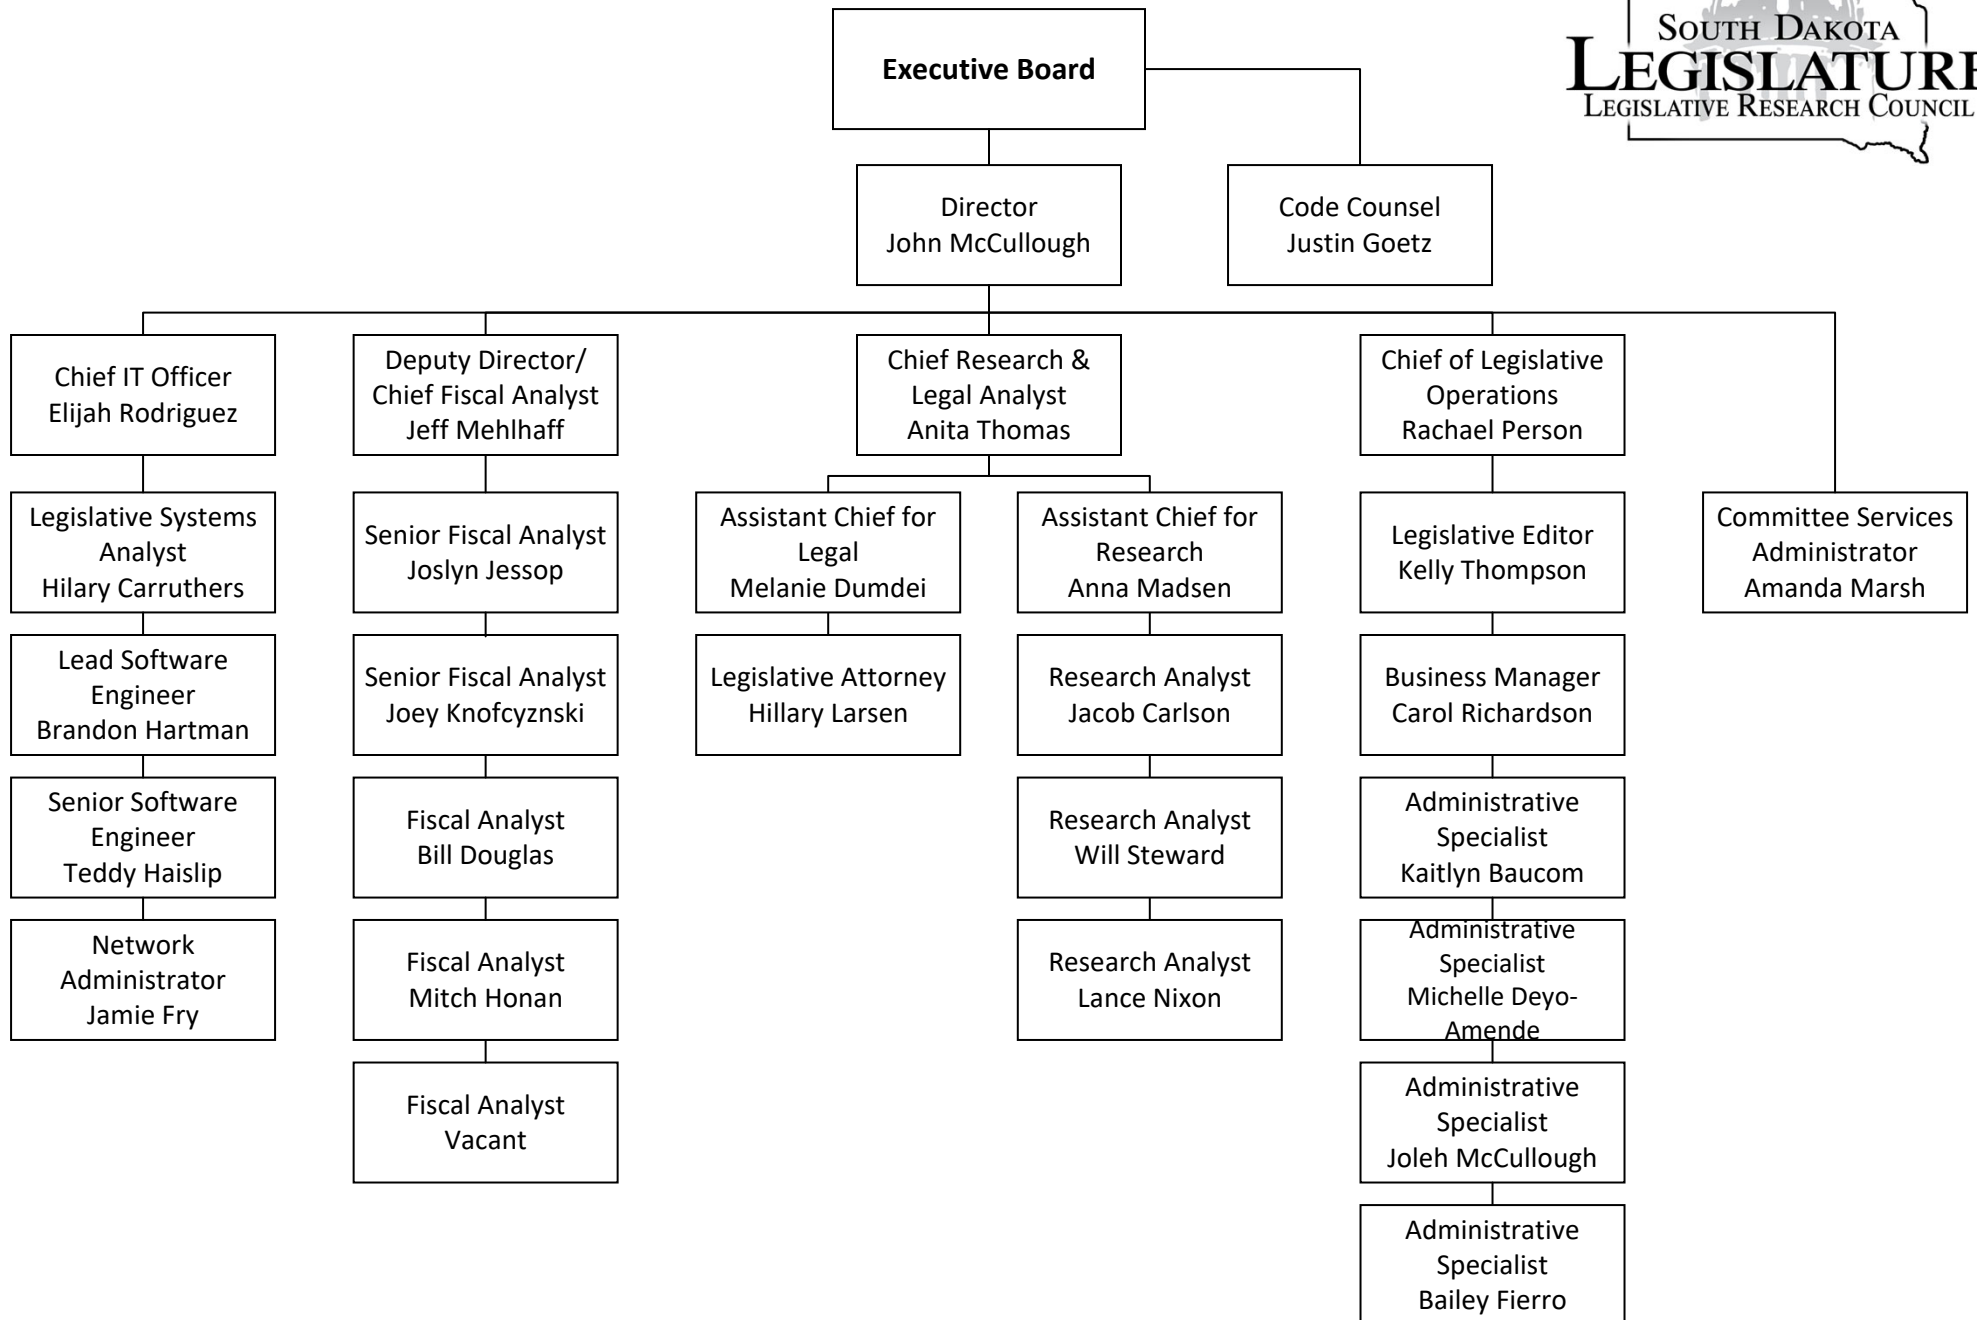 SOUTH DAKOTA
LEGISLATURE
LEGISLATIVE RESEARCH COUNCIL
Executive Board
Director
John McCullough
Code Counsel
Justin Goetz
Chief IT Officer
Elijah Rodriguez
Deputy Director/
Chief Fiscal Analyst
Jeff Mehlhaff
Chief Research &
Legal Analyst
Anita Thomas
Chief of Legislative
Operations
Rachael Person
Legislative Systems
Analyst
Hilary Carruthers
Senior Fiscal Analyst
Joslyn Jessop
Assistant Chief for
Legal
Melanie Dumdei
Assistant Chief for
Research
Anna Madsen
Legislative Editor
Kelly Thompson
Committee Services
Administrator
Amanda Marsh
Lead Software
Engineer
Brandon Hartman
Senior Fiscal Analyst
Joey Knofcyznski
Legislative Attorney
Hillary Larsen
Research Analyst
Jacob Carlson
Business Manager
Carol Richardson
Senior Software
Engineer
Teddy Haislip
Fiscal Analyst
Bill Douglas
Research Analyst
Will Steward
Administrative
Specialist
Kaitlyn Baucom
Network
Administrator
Jamie Fry
Fiscal Analyst
Mitch Honan
Research Analyst
Lance Nixon
Administrative
Specialist
Michelle Deyo-
Amende
Fiscal Analyst
Vacant
Administrative
Specialist
Joleh McCullough
Administrative
Specialist
Bailey Fierro